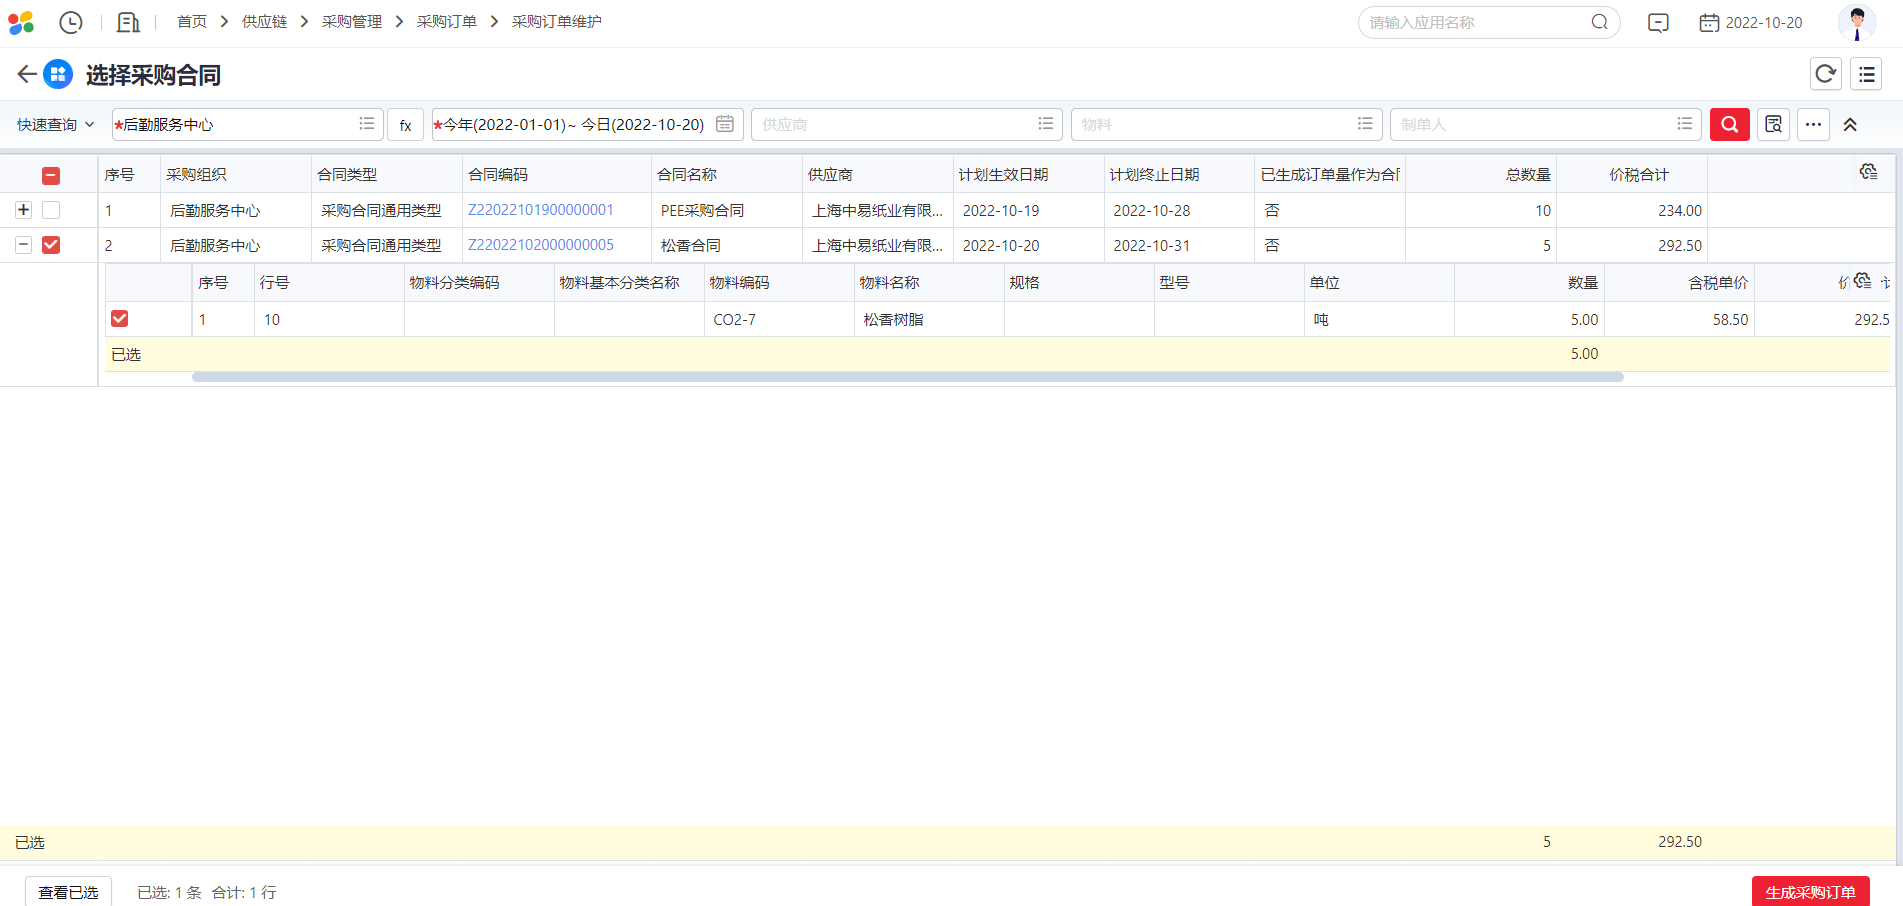 首页 供应链 采购管理 采购订单 采购订单维护 请输入应用名称 2022-10-20
选择采购合同
快速查询 *后勤服务中心 fx *今年(2022-01-01)~ 今日(2022-10-20) 供应商 物料 制单人
序号 采购组织 合同类型 合同编码 合同名称 供应商 计划生效日期 计划终止日期 已生成订单量作为合同 总数量 价税合计
1 后勤服务中心 采购合同通用类型 Z22022101900000001 PEE采购合同 上海中易纸业有限... 2022-10-19 2022-10-28 否 10 234.00
2 后勤服务中心 采购合同通用类型 Z22022102000000005 松香合同 上海中易纸业有限... 2022-10-20 2022-10-31 否 5 292.50
序号 行号 物料分类编码 物料基本分类名称 物料编码 物料名称 规格 型号 单位 数量 含税单价
1 10 CO2-7 松香树脂 吨 5.00 58.50 292.5
已选 5.00
已选 5 292.50
查看已选 已选: 1 条 合计: 1 行 生成采购订单